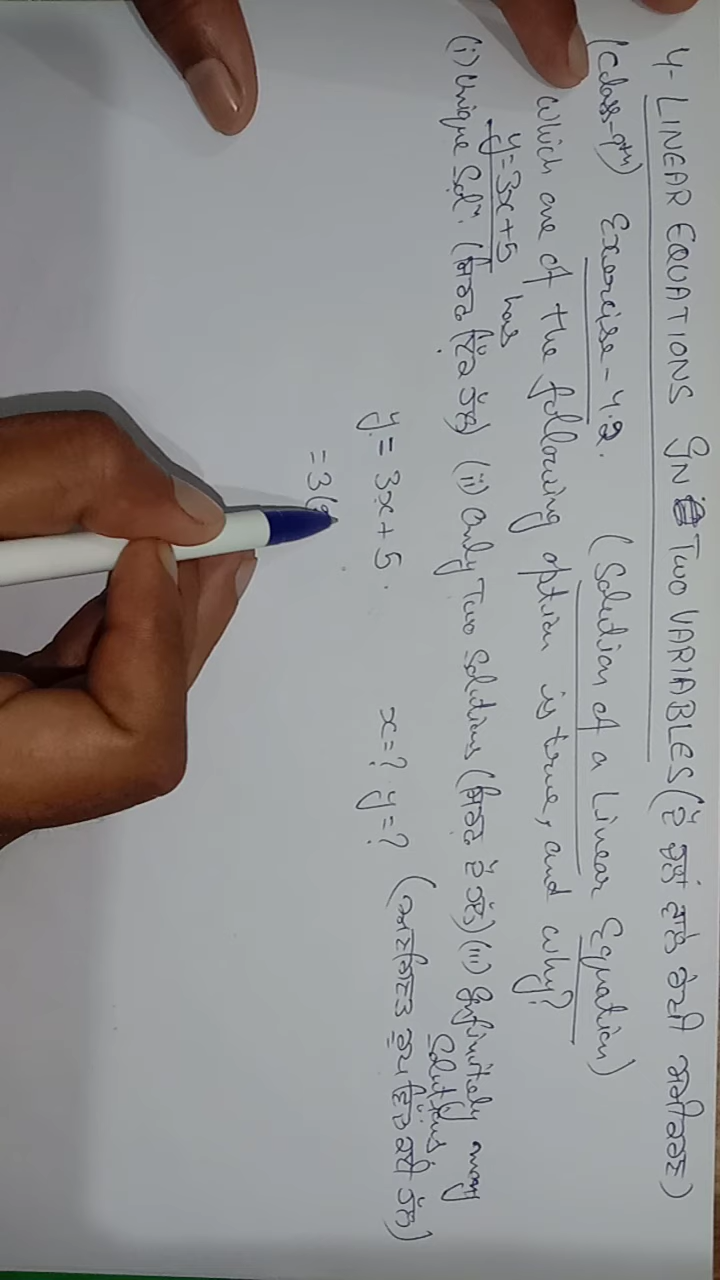 4- LINEAR EQUATIONS IN TWO VARIABLES (ਦੋ ਚਲਾਂ ਵਾਲੇ ਰੇਖੀ ਸਮੀਕਰਣ)
(Class-9th) Exercise-4.2. (Solution of a Linear Equation)
Which one of the following option is true, and why?
y=3x+5 has
(i) Unique Solⁿ. (ਸਿਰਫ ਇੱਕ ਹੱਲ) (ii) Only Two Solutions (ਸਿਰਫ ਦੋ ਹੱਲ) (iii) Infinitely many Solutions
y = 3x + 5. x=? y=? (ਰੂਪ ਵਿੱਚ ਕਈ ਹੱਲ)
= 3(